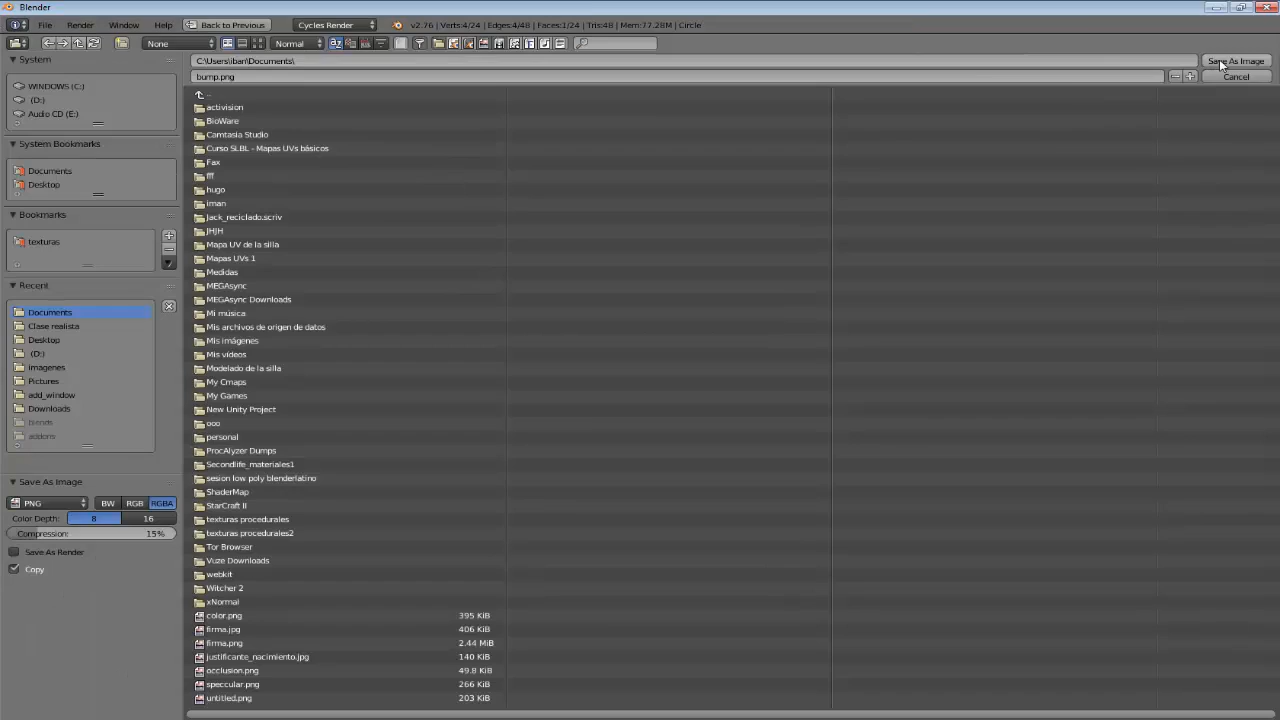 Blender
File Render Window Help Back to Previous Cycles Render v2.76 | Verts:4/24 | Edges:4/48 | Faces:1/24 | Tris:48 | Mem:77.28M | Circle
None Normal
System
WINDOWS (C:)
(D:)
Audio CD (E:)
System Bookmarks
Documents
Desktop
Bookmarks
texturas
Recent
Documents
Clase realista
Desktop
(D:)
Imagenes
Pictures
add_window
Downloads
blends
addons
Save As Image
PNG BW RGB RGBA
Color Depth: 8 16
Compression: 15%
Save As Render
Copy
C:\Users\iban\Documents\
Save As Image
bump.png
Cancel
..
activision
BioWare
Camtasia Studio
Curso SLBL - Mapas UVs básicos
Fax
fff
hugo
iman
Jack_reciclado.scriv
JHJH
Mapa UV de la silla
Mapas UVs 1
Medidas
MEGAsync
MEGAsync Downloads
Mi música
Mis archivos de origen de datos
Mis imágenes
Mis vídeos
Modelado de la silla
My Cmaps
My Games
New Unity Project
ooo
personal
ProcAlyzer Dumps
Secondlife_materiales1
sesion low poly blenderlatino
ShaderMap
StarCraft II
texturas procedurales
texturas procedurales2
Tor Browser
Vuze Downloads
webkit
Witcher 2
xNormal
color.png 395 KiB
firma.jpg 406 KiB
firma.png 2.44 MiB
justificante_nacimiento.jpg 140 KiB
occlusion.png 49.8 KiB
speccular.png 266 KiB
untitled.png 203 KiB